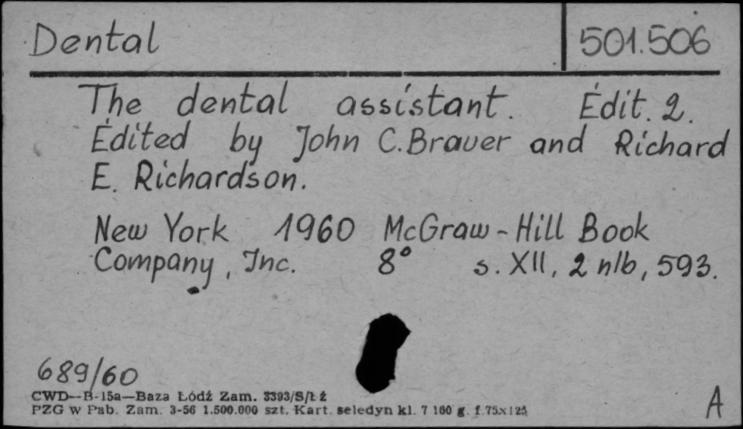 Dental 501.506
The dental assistant. Edit. 2.
Edited by John C. Brauer and Richard
E. Richardson.
New York 1960 McGraw-Hill Book
Company, Inc. 8° s. XII, 2 nlb, 593.
689/60
CWD—B-15a—Baza Łódź Zam. 3393/S/Łż
PZG w Pab. Zam. 3-56 1.500.000 szt. Kart. seledyn kl. 7 160 g. f.75x125
A